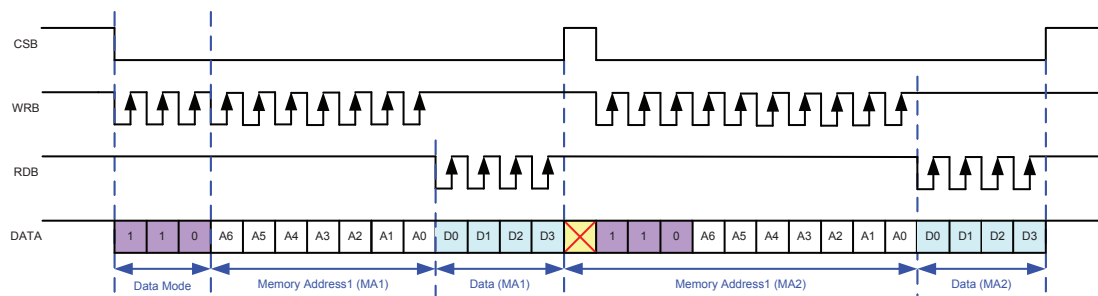 CSB
WRB
RDB
DATA 1 1 0 A6 A5 A4 A3 A2 A1 A0 D0 D1 D2 D3 1 1 0 A6 A5 A4 A3 A2 A1 A0 D0 D1 D2 D3
Data Mode Memory Address1 (MA1) Data (MA1) Memory Address1 (MA2) Data (MA2)